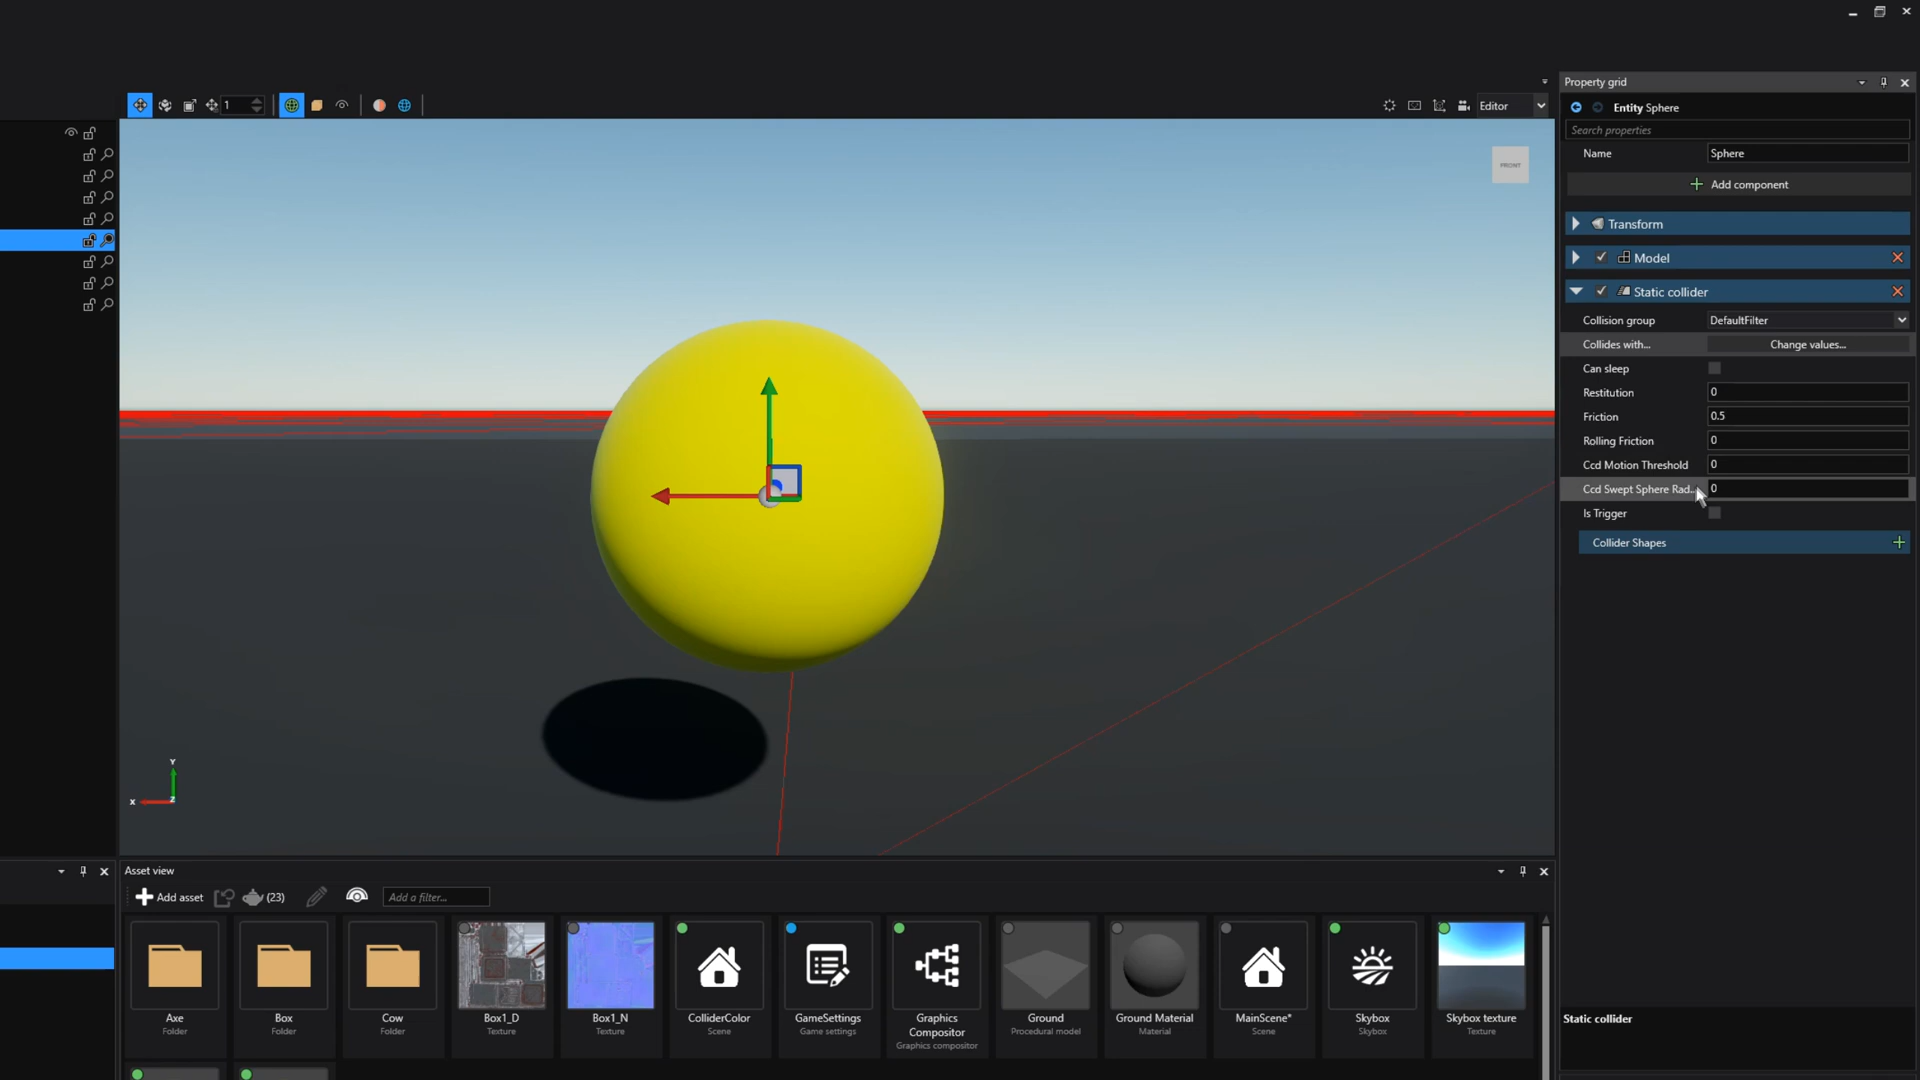 1
Editor
FRONT
Y
X
Z
Property grid
Entity Sphere
Search properties
Name Sphere
Add component
Transform
Model
Static collider
Collision group DefaultFilter
Collides with... Change values...
Can sleep
Restitution 0
Friction 0.5
Rolling Friction 0
Ccd Motion Threshold 0
Ccd Swept Sphere Rad... 0
Is Trigger
Collider Shapes
Static collider
Asset view
Add asset (23) Add a filter...
Axe
Folder
Box
Folder
Cow
Folder
Box1_D
Texture
Box1_N
Texture
ColliderColor
Scene
GameSettings
Game settings
Graphics
Compositor
Graphics compositor
Ground
Procedural model
Ground Material
Material
MainScene*
Scene
Skybox
Skybox
Skybox texture
Texture